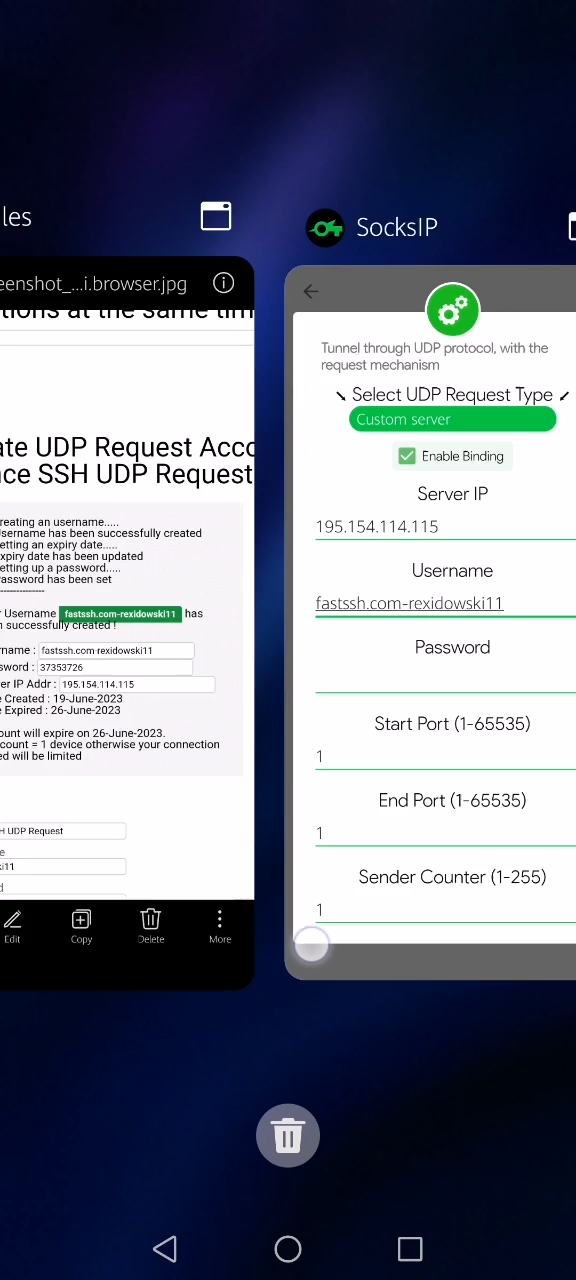 les
eenshot_...i.browser.jpg
tions at the same tim
ate UDP Request Acco
nce SSH UDP Request
reating an username.....
sername has been successfully created
etting an expiry date.....
xpiry date has been updated
etting up a password.....
assword has been set
----------------
r Username fastssh.com-rexidowski11 has
n successfully created !
rname : fastssh.com-rexidowski11
sword : 37353726
er IP Addr : 195.154.114.115
e Created : 19-June-2023
e Expired : 26-June-2023
ount will expire on 26-June-2023.
count = 1 device otherwise your connection
ed will be limited
H UDP Request
e
ki11
d
Edit
Copy
Delete
More
SocksIP
Tunnel through UDP protocol, with the
request mechanism
↘ Select UDP Request Type ↙
Custom server
Enable Binding
Server IP
195.154.114.115
Username
fastssh.com-rexidowski11
Password
Start Port (1-65535)
1
End Port (1-65535)
1
Sender Counter (1-255)
1